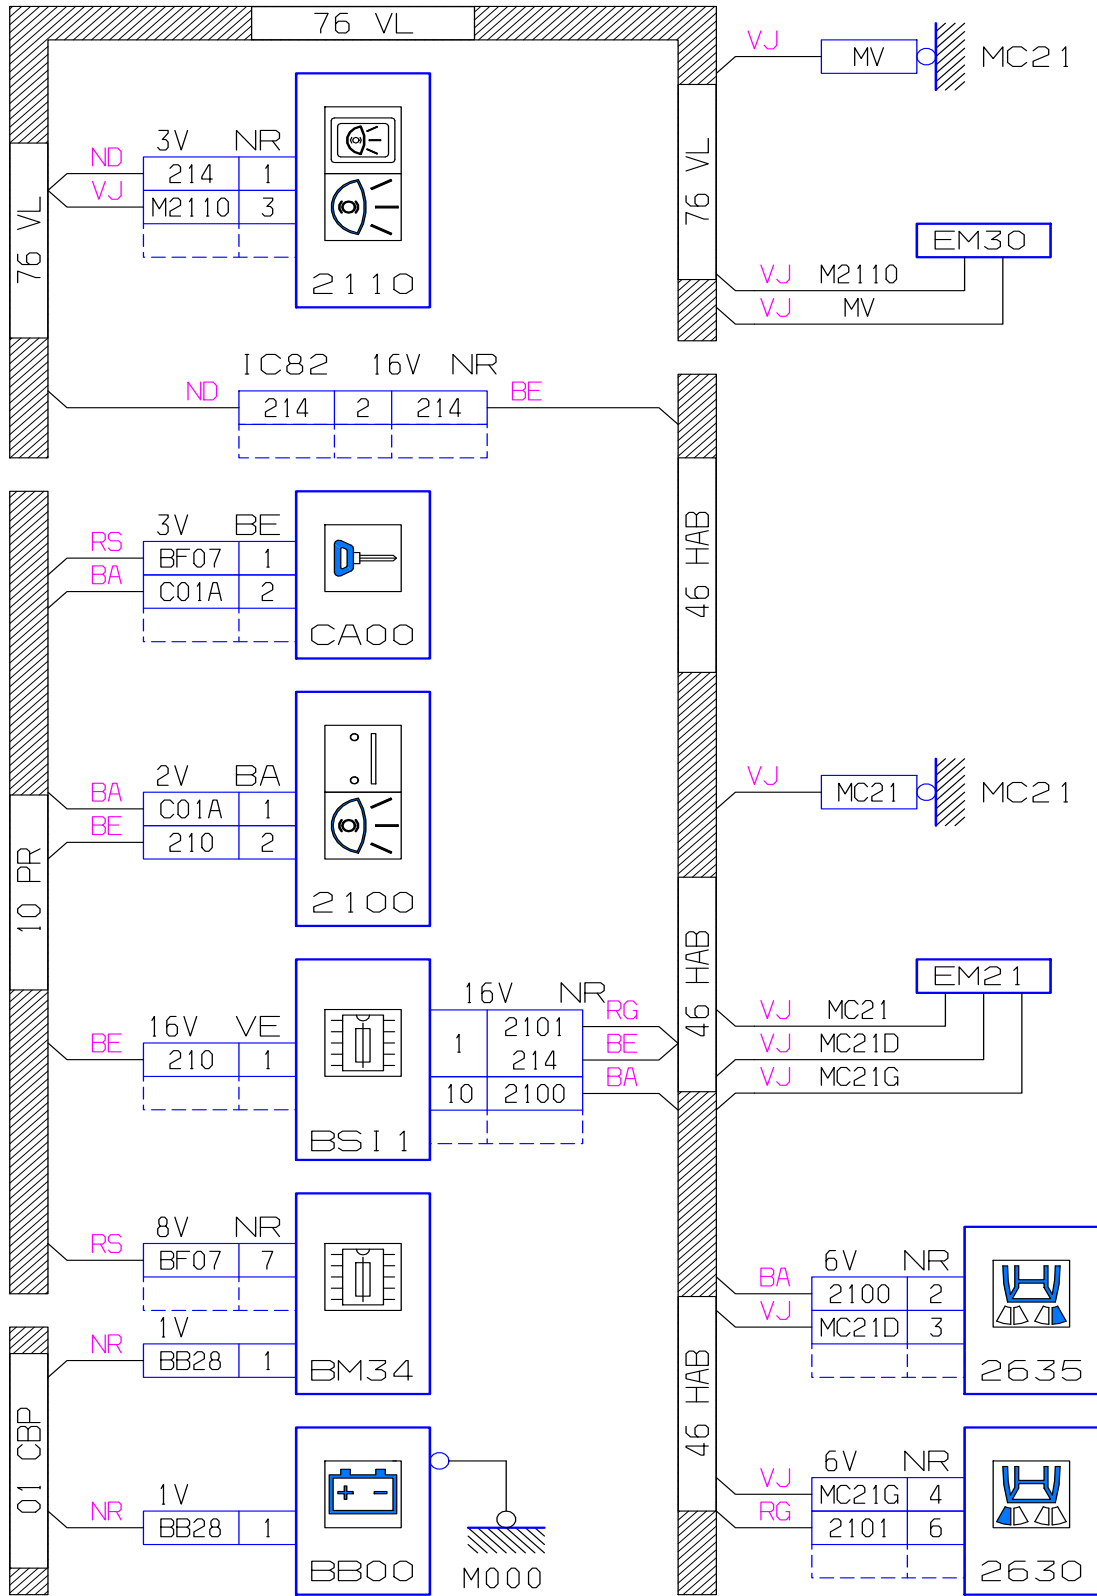 76 VL
VJ
MV
MC21
3V NR
ND
214 1
VJ
M2110 3
2110
76 VL
76 VL
EM30
VJ M2110
VJ MV
IC82 16V NR
ND
214 2 214
BE
3V BE
RS
BF07 1
BA
C01A 2
CA00
46 HAB
2V BA
BA
C01A 1
BE
210 2
2100
VJ
MC21
MC21
10 PR
46 HAB
EM21
16V VE
BE
210 1
BSI1
16V NR
1 2101
RG
214
BE
10 2100
BA
VJ MC21
VJ MC21D
VJ MC21G
8V NR
RS
BF07 7
1V
NR
BB28 1
BM34
6V NR
BA
2100 2
VJ
MC21D 3
2635
01 CBP
46 HAB
1V
NR
BB28 1
BB00
M000
6V NR
VJ
MC21G 4
RG
2101 6
2630